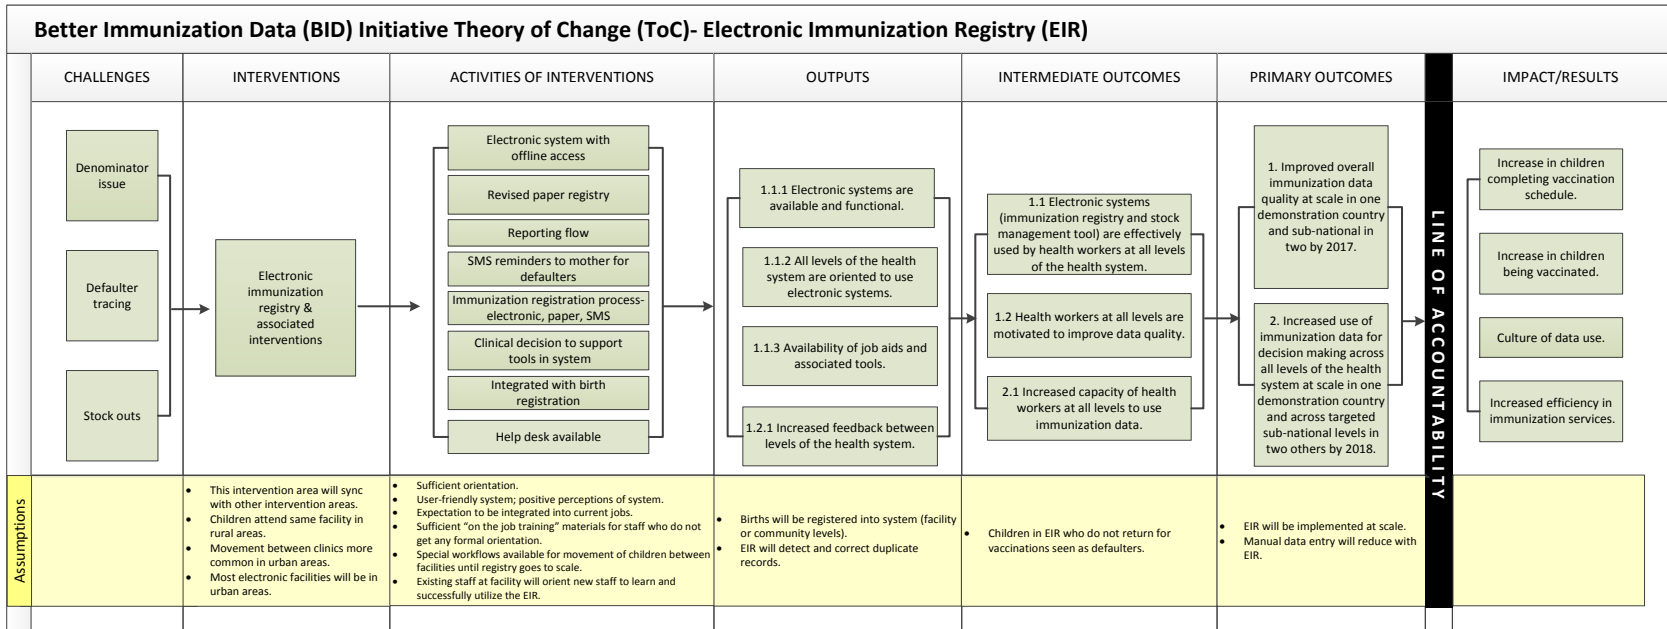 Better Immunization Data (BID) Initiative Theory of Change (ToC)- Electronic Immunization Registry (EIR)
CHALLENGES
INTERVENTIONS
ACTIVITIES OF INTERVENTIONS
OUTPUTS
INTERMEDIATE OUTCOMES
PRIMARY OUTCOMES
IMPACT/RESULTS
Denominator
issue
Defaulter
tracing
Stock outs
Electronic
immunization
registry &
associated
interventions
Electronic system with
offline access
Revised paper registry
Reporting flow
SMS reminders to mother for
defaulters
Immunization registration process-
electronic, paper, SMS
Clinical decision to support
tools in system
Integrated with birth
registration
Help desk available
1.1.1 Electronic systems are
available and functional.
1.1.2 All levels of the health
system are oriented to use
electronic systems.
1.1.3 Availability of job aids and
associated tools.
1.2.1 Increased feedback between
levels of the health system.
1.1 Electronic systems
(immunization registry and stock
management tool) are effectively
used by health workers at all levels
of the health system.
1.2 Health workers at all levels are
motivated to improve data quality.
2.1 Increased capacity of health
workers at all levels to use
immunization data.
1. Improved overall
immunization data
quality at scale in one
demonstration country
and sub-national in
two by 2017.
2. Increased use of
immunization data for
decision making across
all levels of the health
system at scale in one
demonstration country
and across targeted
sub-national levels in
two others by 2018.
LINE OF ACCOUNTABILITY
Increase in children
completing vaccination
schedule.
Increase in children
being vaccinated.
Culture of data use.
Increased efficiency in
immunization services.
Assumptions
• This intervention area will sync
with other intervention areas.
• Children attend same facility in
rural areas.
• Movement between clinics more
common in urban areas.
• Most electronic facilities will be in
urban areas.
• Sufficient orientation.
• User-friendly system; positive perceptions of system.
• Expectation to be integrated into current jobs.
• Sufficient “on the job training” materials for staff who do not
get any formal orientation.
• Special workflows available for movement of children between
facilities until registry goes to scale.
• Existing staff at facility will orient new staff to learn and
successfully utilize the EIR.
• Births will be registered into system (facility
or community levels).
• EIR will detect and correct duplicate
records.
• Children in EIR who do not return for
vaccinations seen as defaulters.
• EIR will be implemented at scale.
• Manual data entry will reduce with
EIR.